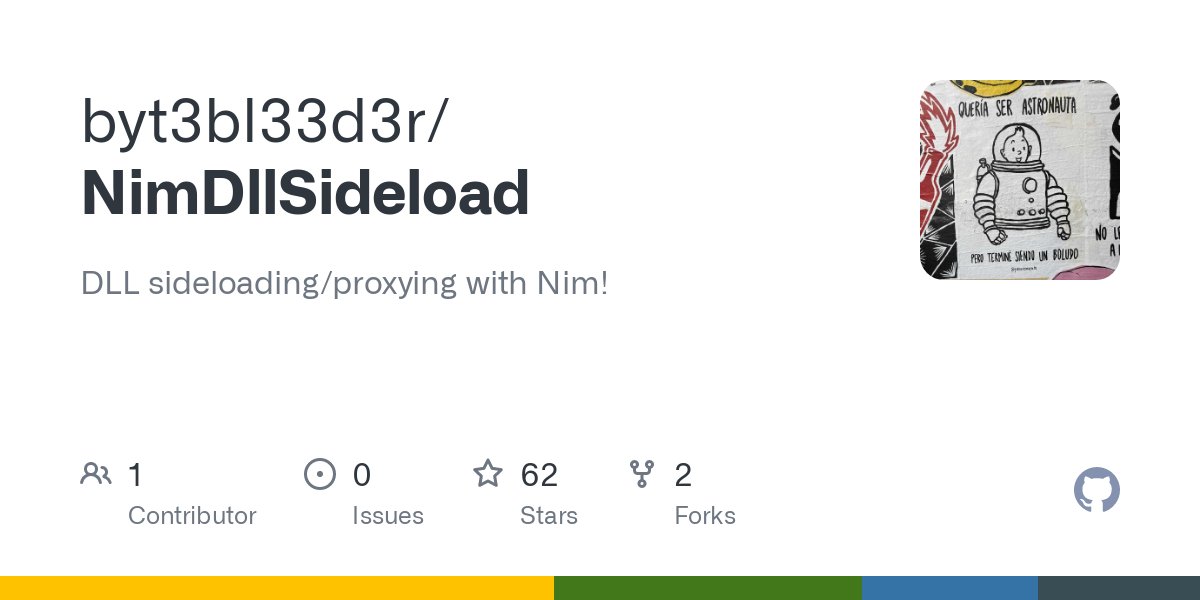 byt3bl33d3r/
NimDllSideload
DLL sideloading/proxying with Nim!
QUERÍA SER ASTRONAUTA
PERO TERMINE SIENDO UN BOLUDO
NO
1
Contributor
0
Issues
62
Stars
2
Forks